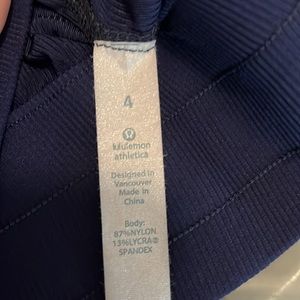 4
lululemon
athletica
Designed in
Vancouver
Made in
China
Body:
87%NYLON
13%LYCRA®
SPANDEX